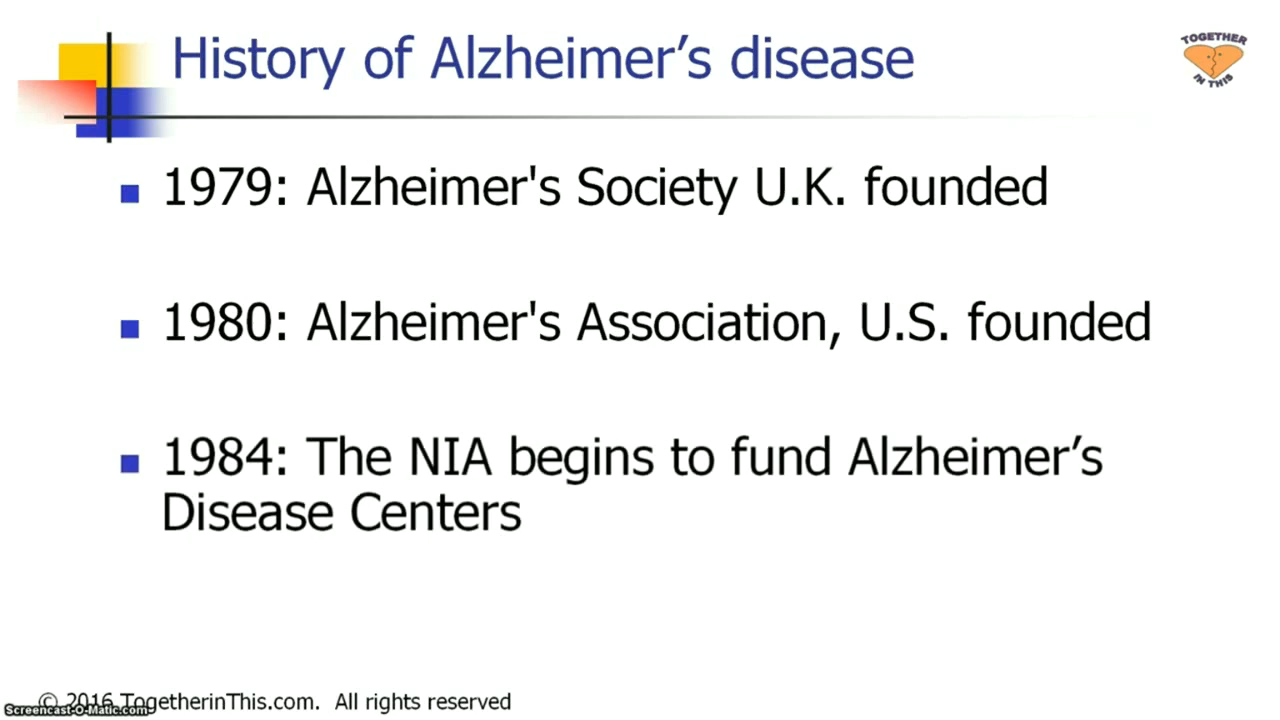 History of Alzheimer’s disease
TOGETHER
IN THIS
1979: Alzheimer's Society U.K. founded
1980: Alzheimer's Association, U.S. founded
1984: The NIA begins to fund Alzheimer’s
Disease Centers
© 2016 TogetherinThis.com. All rights reserved
Screencast-O-Matic.com